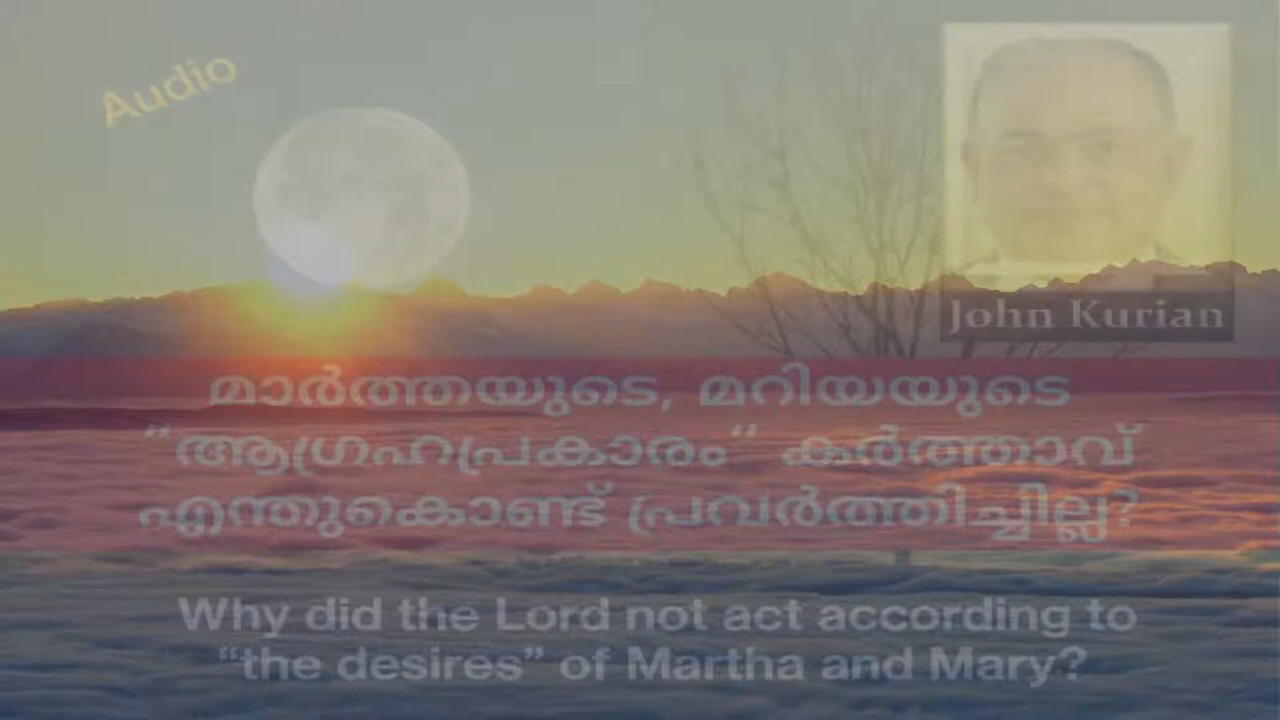 Audio
John Kurian
മാർത്തയുടെ, മറിയയുടെ
“ആഗ്രഹപ്രകാരം“ കർത്താവ്
എന്തുകൊണ്ട് പ്രവർത്തിച്ചില്ല?
Why did the Lord not act according to
“the desires” of Martha and Mary?